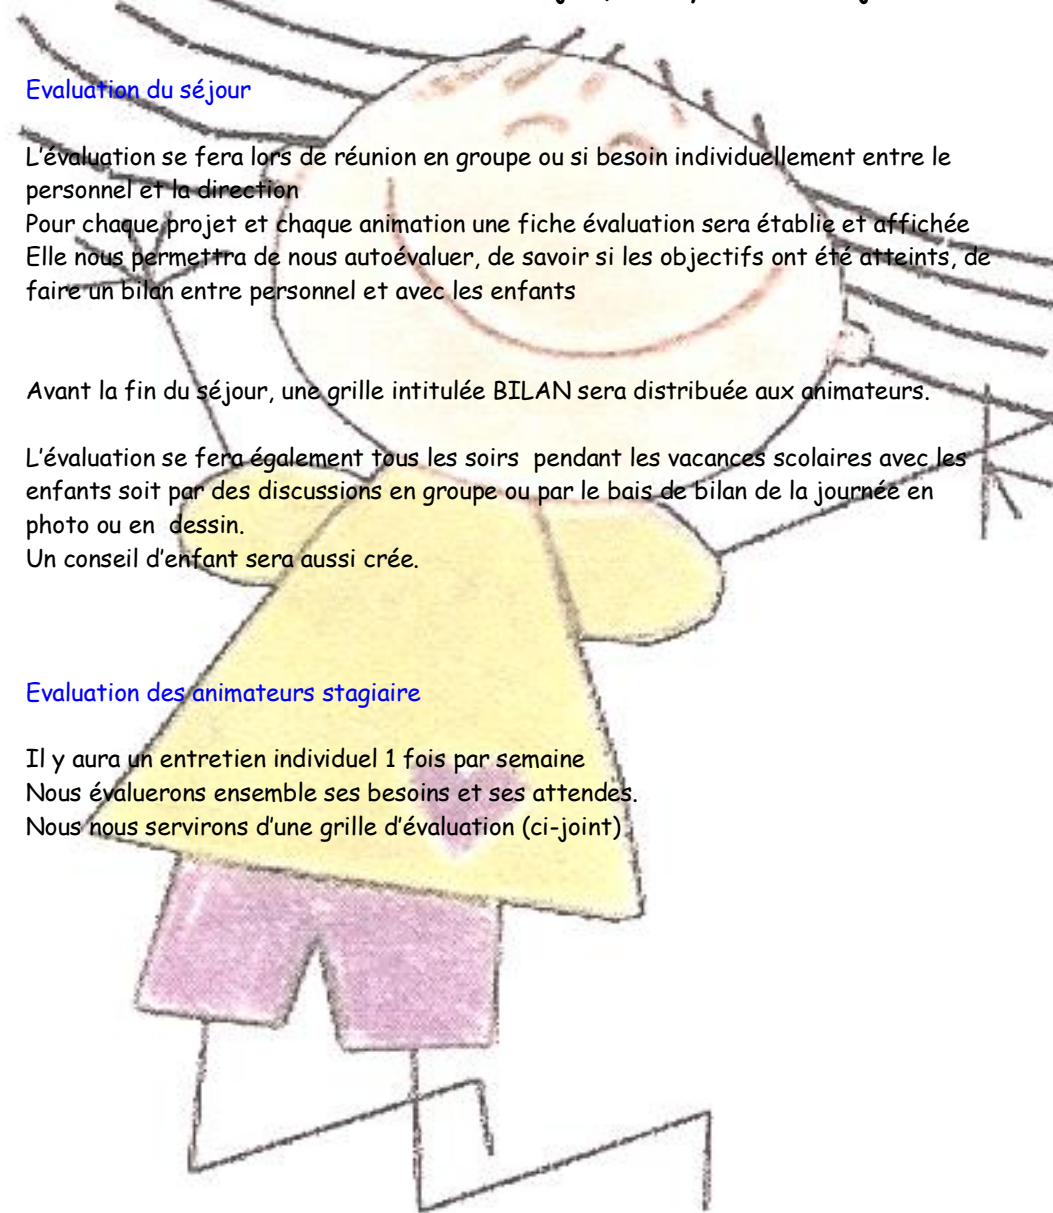 Evaluation du séjour
L'évaluation se fera lors de réunion en groupe ou si besoin individuellement entre le
personnel et la direction
Pour chaque projet et chaque animation une fiche évaluation sera établie et affichée
Elle nous permettra de nous autoévaluer, de savoir si les objectifs ont été atteints, de
faire un bilan entre personnel et avec les enfants
Avant la fin du séjour, une grille intitulée BILAN sera distribuée aux animateurs.
L'évaluation se fera également tous les soirs  pendant les vacances scolaires avec les
enfants soit par des discussions en groupe ou par le bais de bilan de la journée en
photo ou en  dessin.
Un conseil d'enfant sera aussi crée.
Evaluation des animateurs stagiaire
Il y aura un entretien individuel 1 fois par semaine
Nous évaluerons ensemble ses besoins et ses attendes.
Nous nous servirons d'une grille d'évaluation (ci-joint)